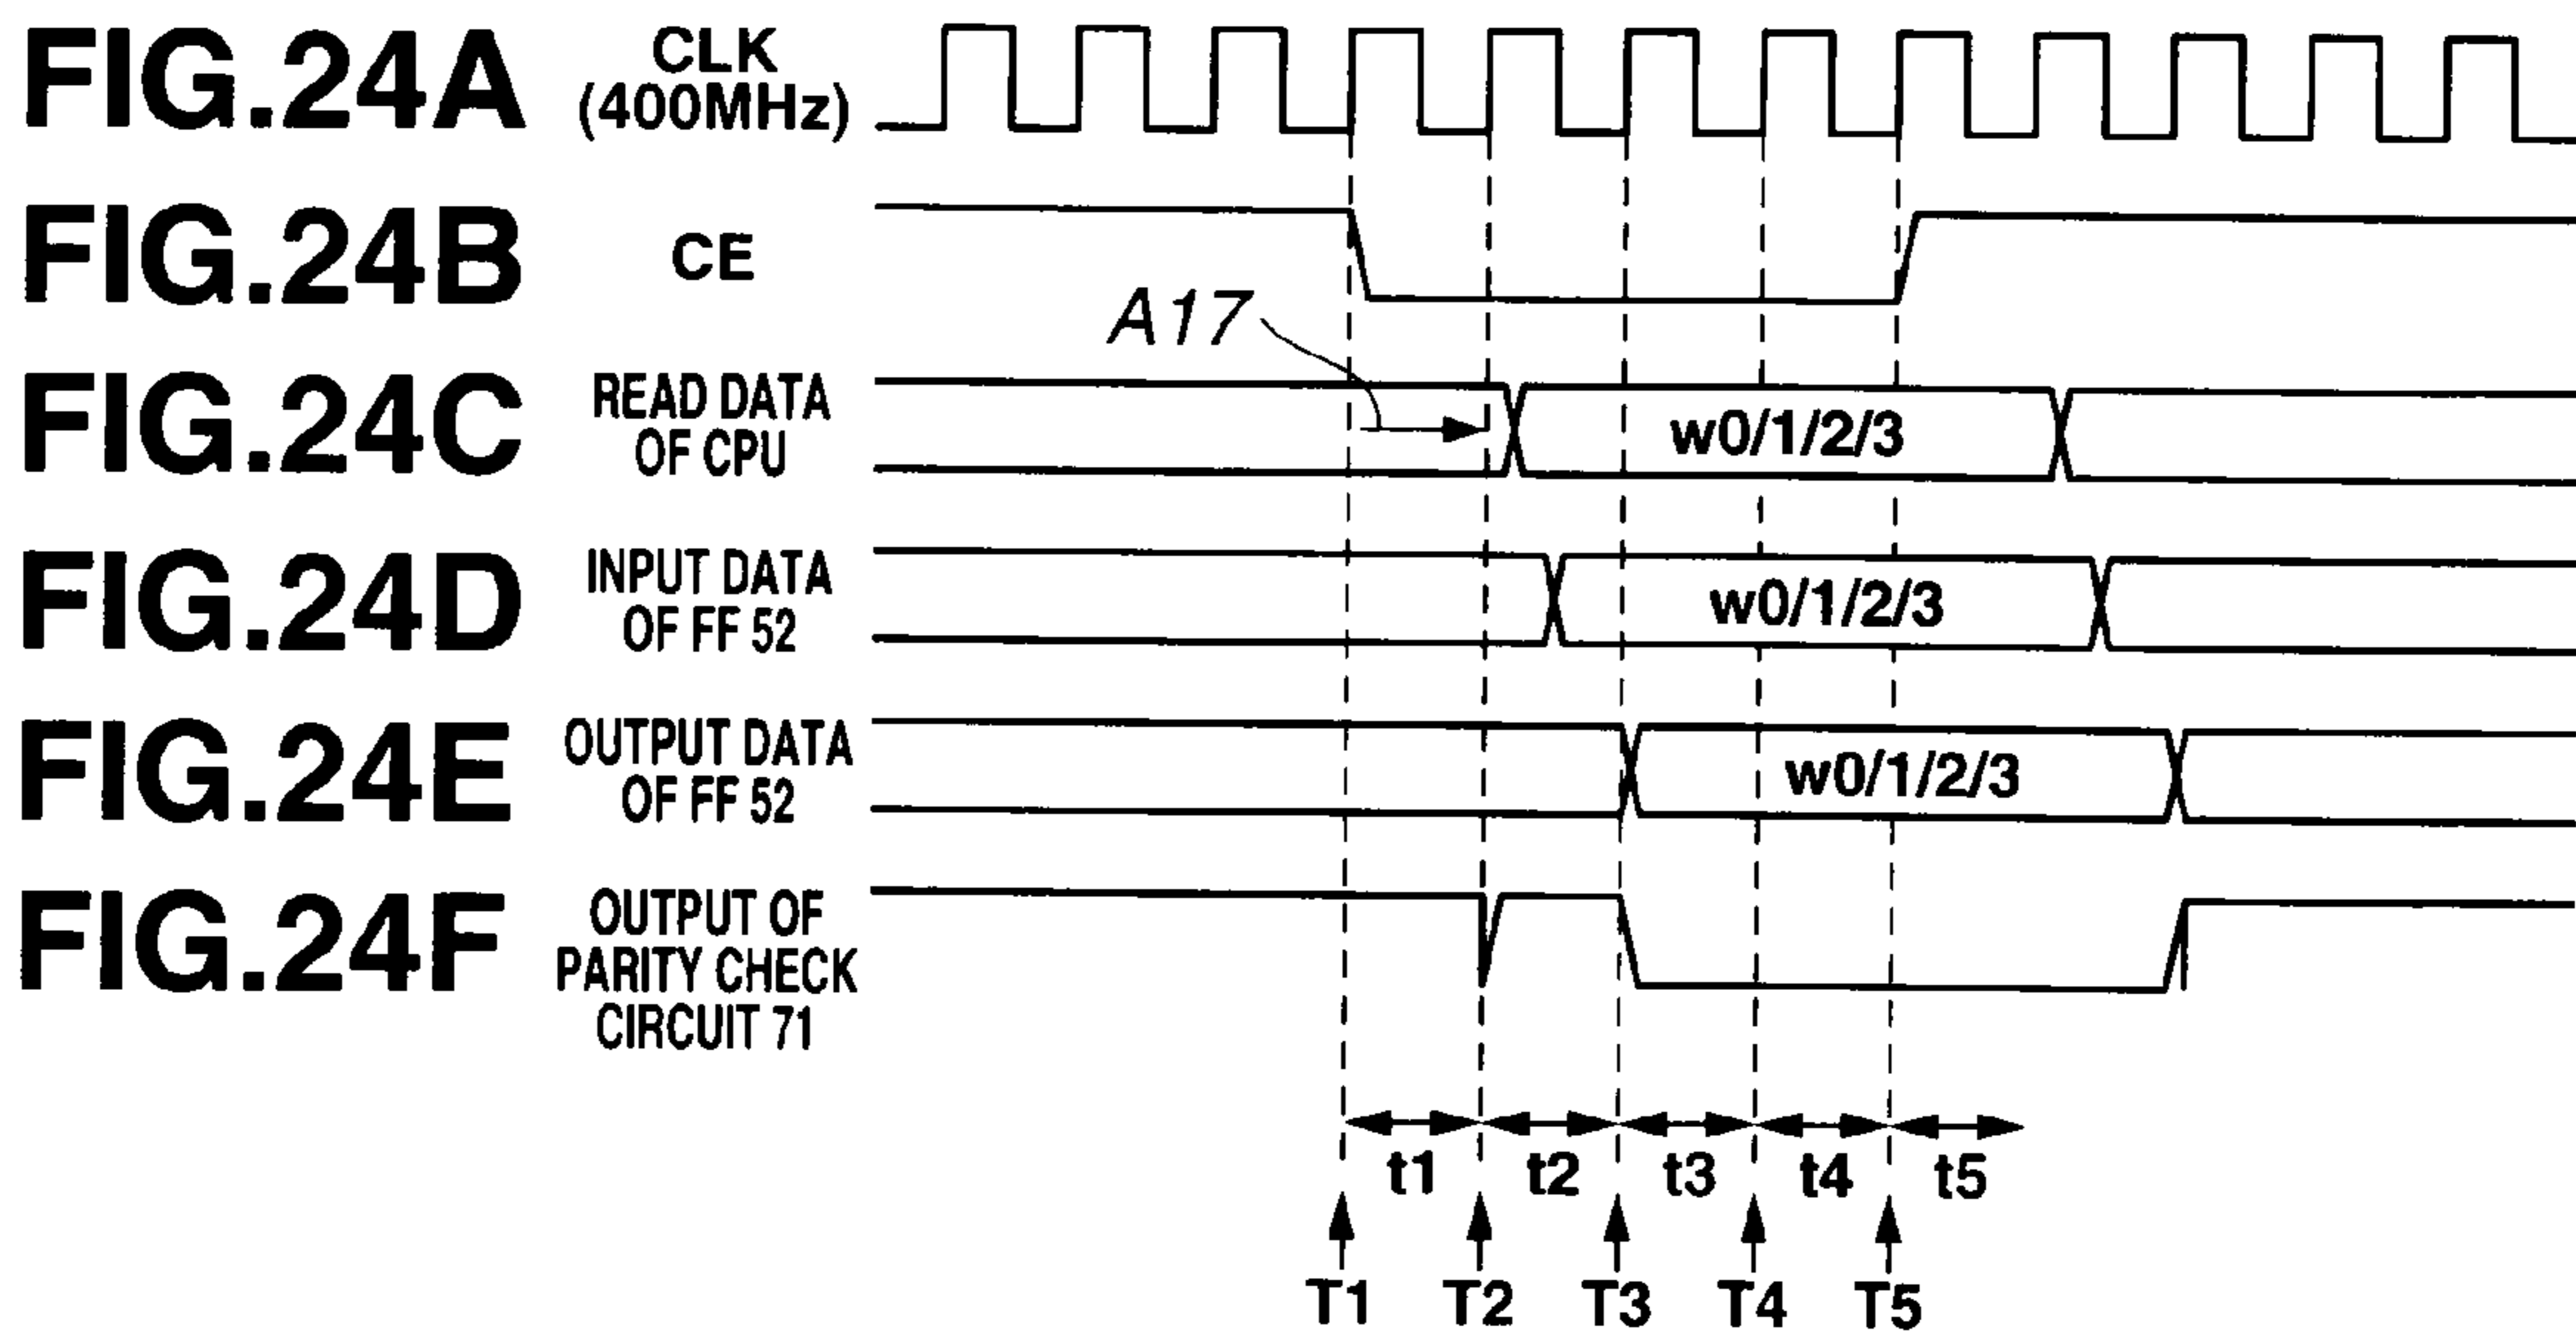 FIG.24A CLK
(400MHz)
FIG.24B CE
A17
FIG.24C READ DATA
OF CPU
w0/1/2/3
FIG.24D INPUT DATA
OF FF 52
w0/1/2/3
FIG.24E OUTPUT DATA
OF FF 52
w0/1/2/3
FIG.24F OUTPUT OF
PARITY CHECK
CIRCUIT 71
t1 t2 t3 t4 t5
T1 T2 T3 T4 T5